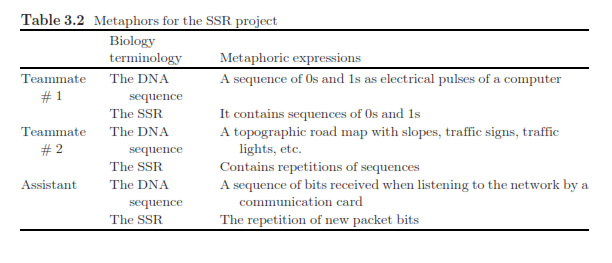 Table 3.2 Metaphors for the SSR project
Biology
terminology Metaphoric expressions
Teammate The DNA A sequence of 0s and 1s as electrical pulses of a computer
# 1 sequence
The SSR It contains sequences of 0s and 1s
Teammate The DNA A topographic road map with slopes, traffic signs, traffic
# 2 sequence lights, etc.
The SSR Contains repetitions of sequences
Assistant The DNA A sequence of bits received when listening to the network by a
sequence communication card
The SSR The repetition of new packet bits